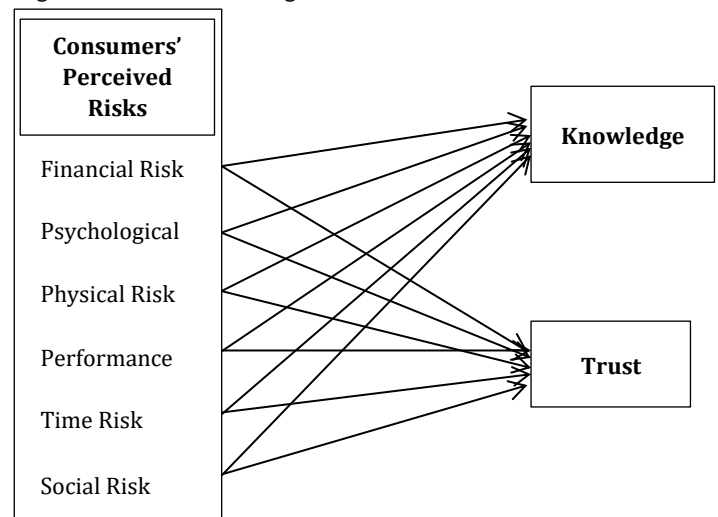 Consumers’
Perceived
Risks
Financial Risk
Psychological
Physical Risk
Performance
Time Risk
Social Risk
Knowledge
Trust